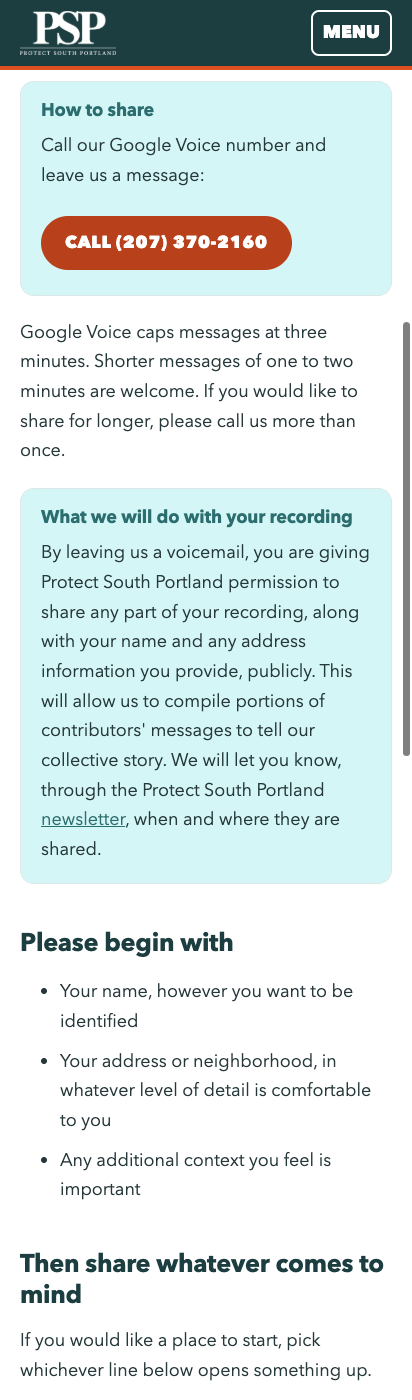 PSP
PROTECT SOUTH PORTLAND
MENU
How to share
Call our Google Voice number and
leave us a message:
CALL (207) 370-2160
Google Voice caps messages at three
minutes. Shorter messages of one to two
minutes are welcome. If you would like to
share for longer, please call us more than
once.
What we will do with your recording
By leaving us a voicemail, you are giving
Protect South Portland permission to
share any part of your recording, along
with your name and any address
information you provide, publicly. This
will allow us to compile portions of
contributors' messages to tell our
collective story. We will let you know,
through the Protect South Portland
newsletter, when and where they are
shared.
Please begin with
• Your name, however you want to be
identified
• Your address or neighborhood, in
whatever level of detail is comfortable
to you
• Any additional context you feel is
important
Then share whatever comes to
mind
If you would like a place to start, pick
whichever line below opens something up.